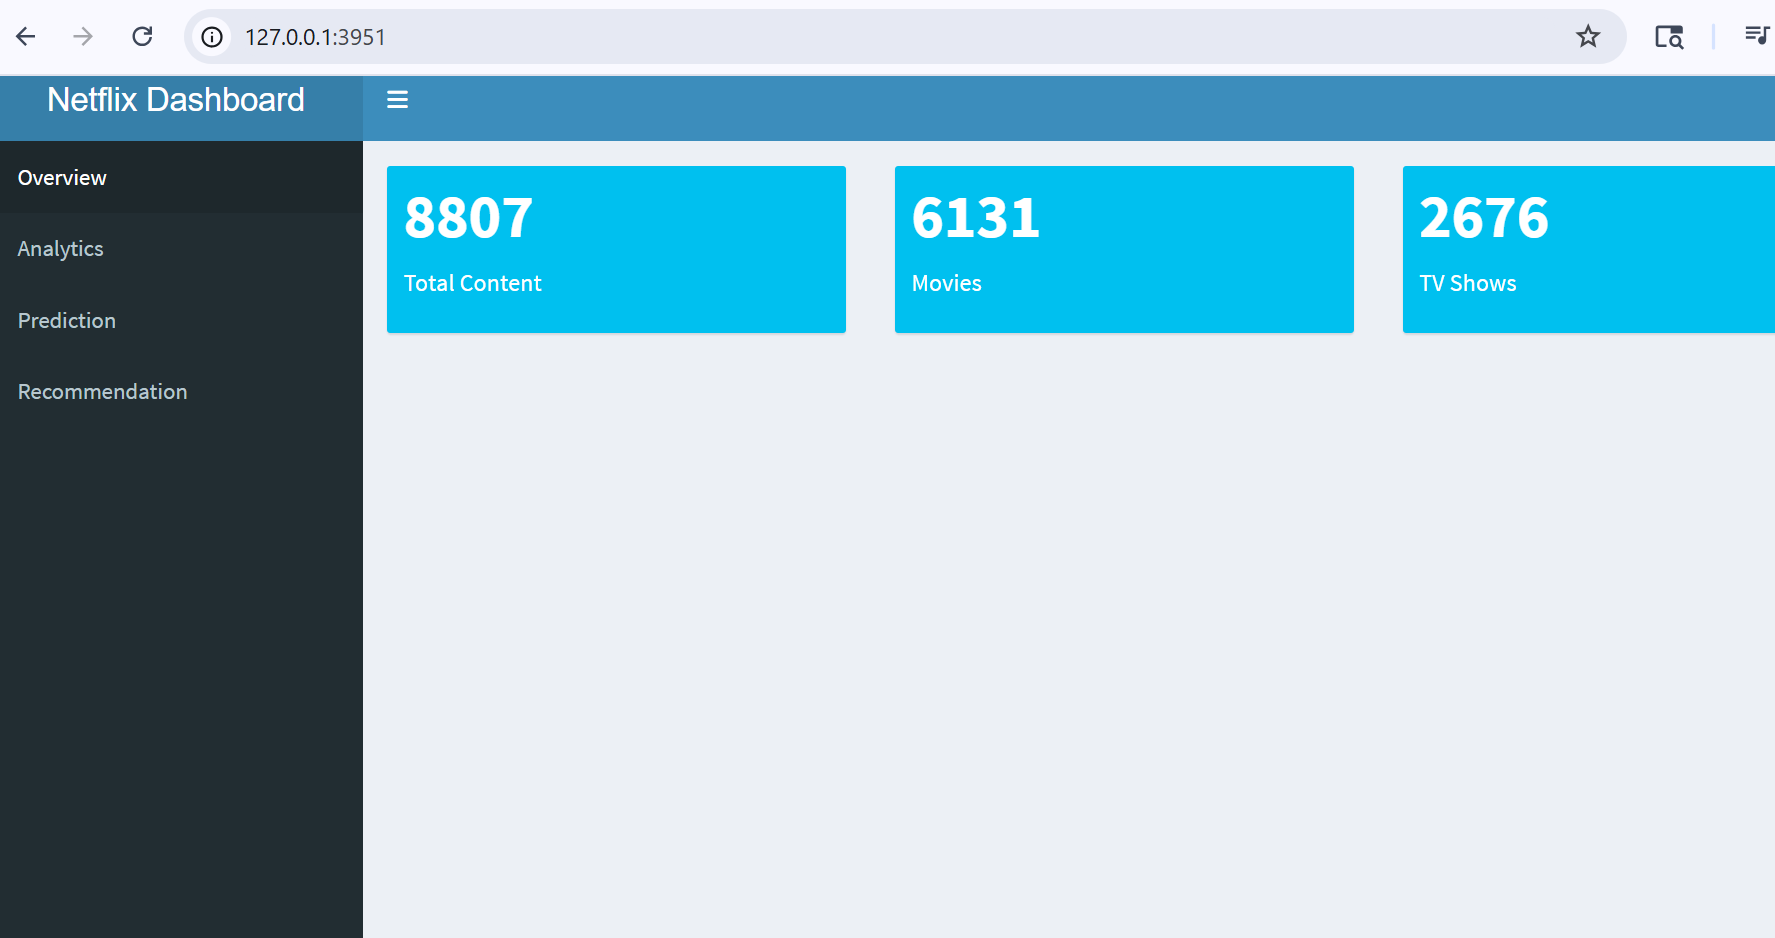 127.0.0.1:3951
Netflix Dashboard
Overview
Analytics
Prediction
Recommendation
8807
Total Content
6131
Movies
2676
TV Shows